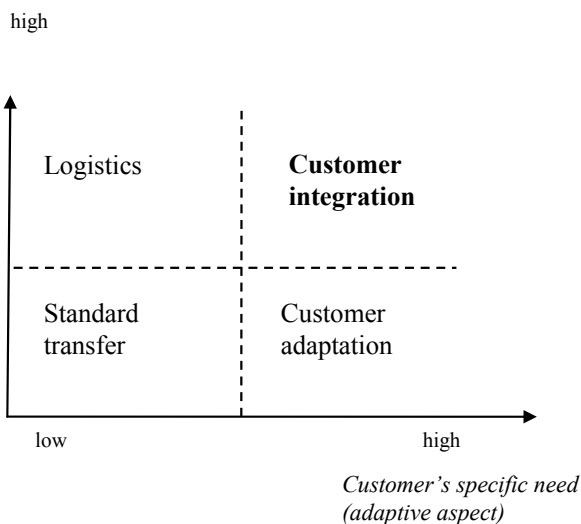 high
Logistics
Customer
integration
Standard
transfer
Customer
adaptation
low
high
Customer’s specific need
(adaptive aspect)